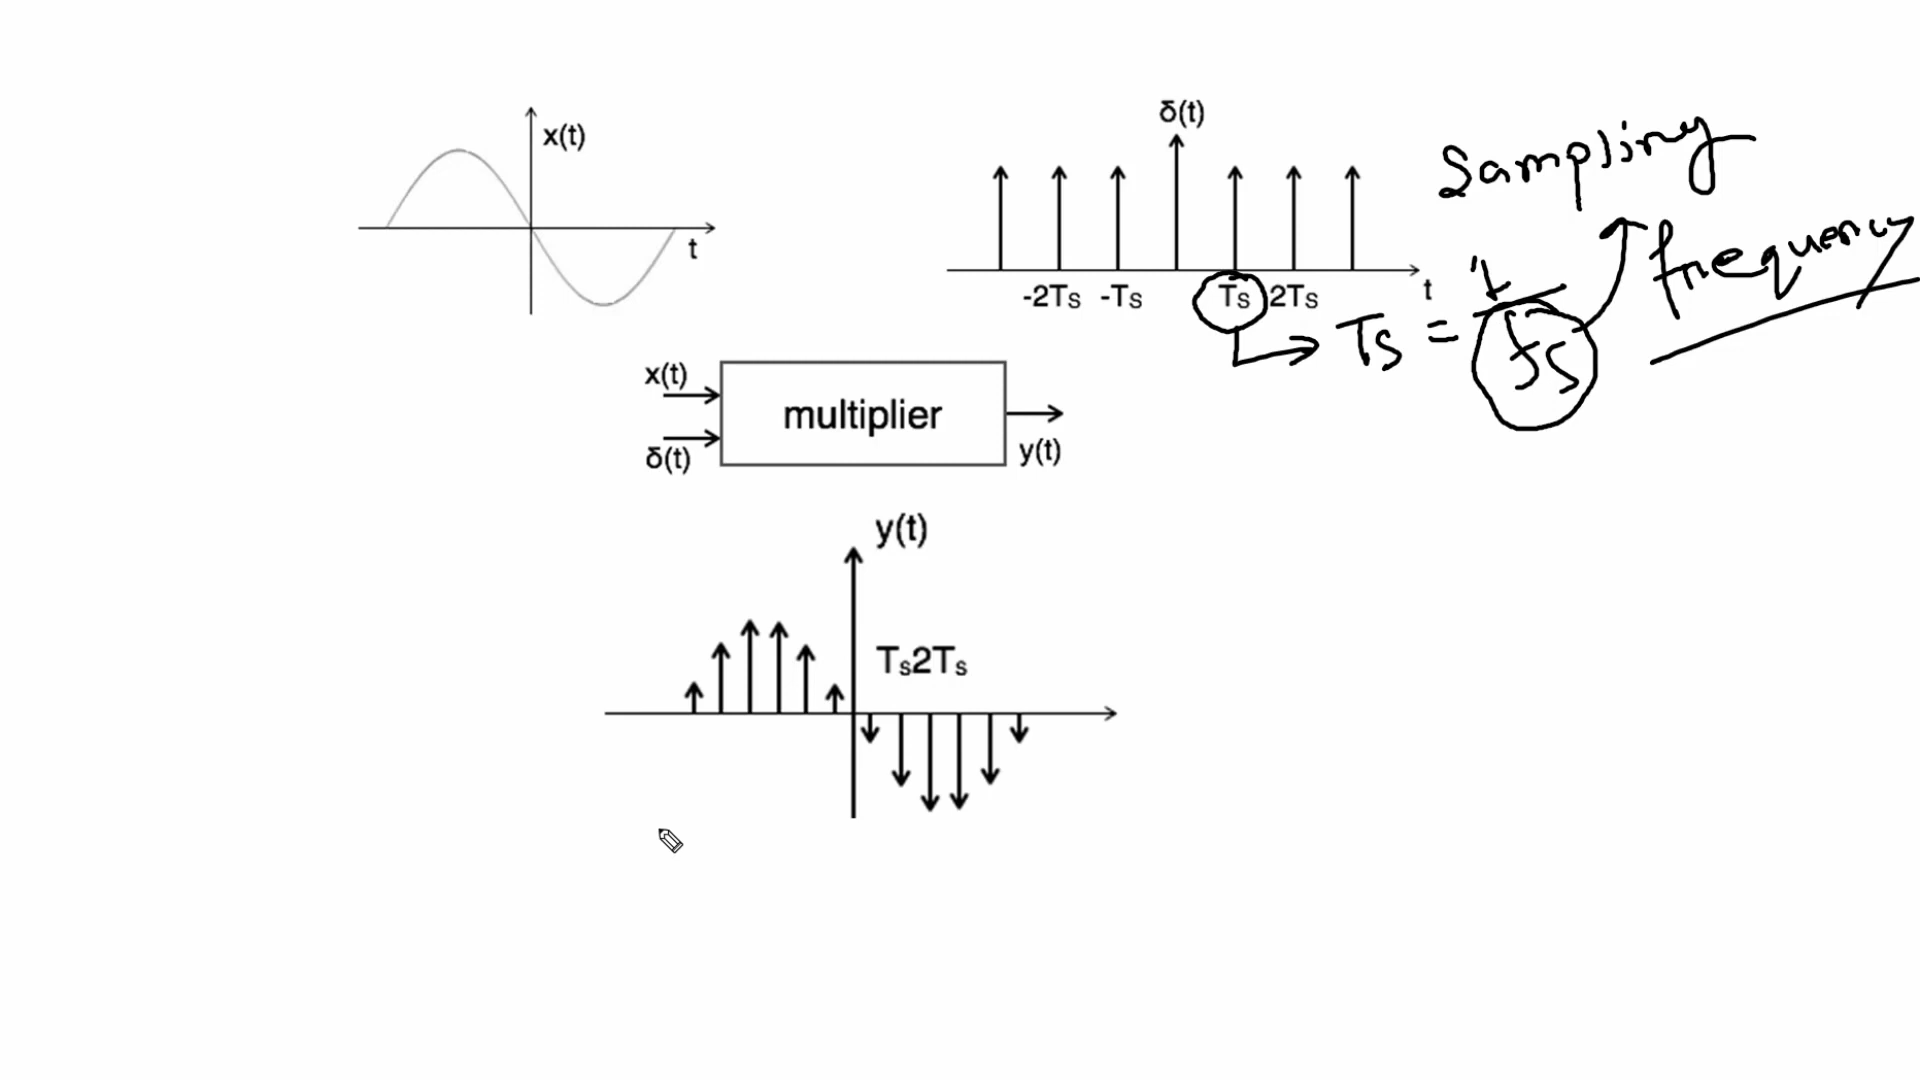 x(t)
t
δ(t)
-2Ts -Ts Ts 2Ts t
Sampling
frequency
Ts = 1/fs
x(t)
δ(t)
multiplier
y(t)
y(t)
Ts2Ts